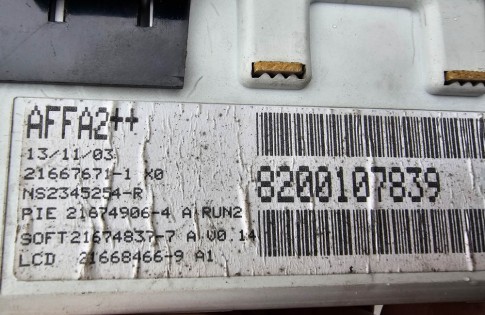 AFFA2++
13/11/03
21667671-1 X0
NS2345254-R
PIE 21674906-4 A RUN2
SOFT21674837-7 A V0.14
LCD 21668466-9 A1
8200107839